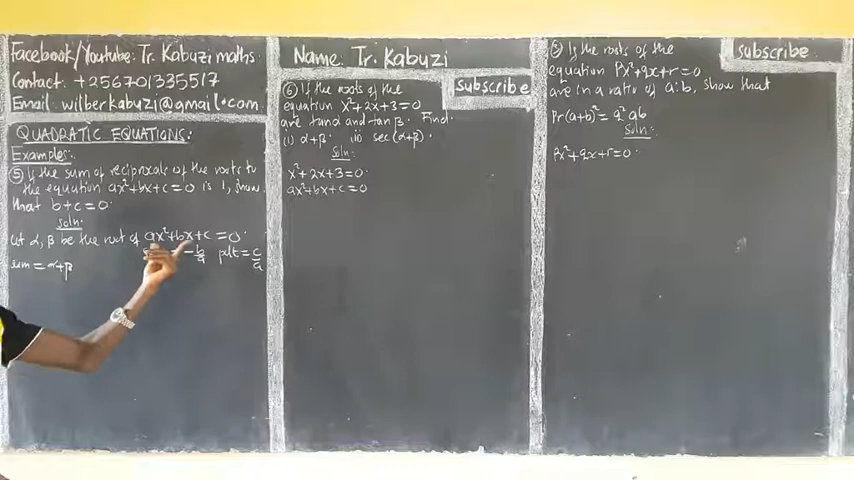 Facebook/Youtube: Tr. Kabuzi maths
Contact: +256701335517
Email: wilberkabuzi@gmail.com
QUADRATIC EQUATIONS:
Examples:
⑤ If the sum of reciprocals of the roots to
the equation ax²+bx+c=0 is 1, show
that b+c=0.
Soln:
Let α, β be the root of ax²+bx+c=0.
= -b/a pdt = c/a
sum = α+β
Name: Tr. Kabuzi
Subscribe
⑥ If the roots of the
equation x²+2x+3=0
are tanα and tanβ. Find.
(i) α+β. (ii) sec(α+β).
Soln:
x²+2x+3=0.
ax²+bx+c=0
Subscribe
If the roots of the
equation Px²+qx+r=0
are in a ratio of a:b, show that
Pr(a+b)²=q²ab
Soln:
Px²+qx+r=0.